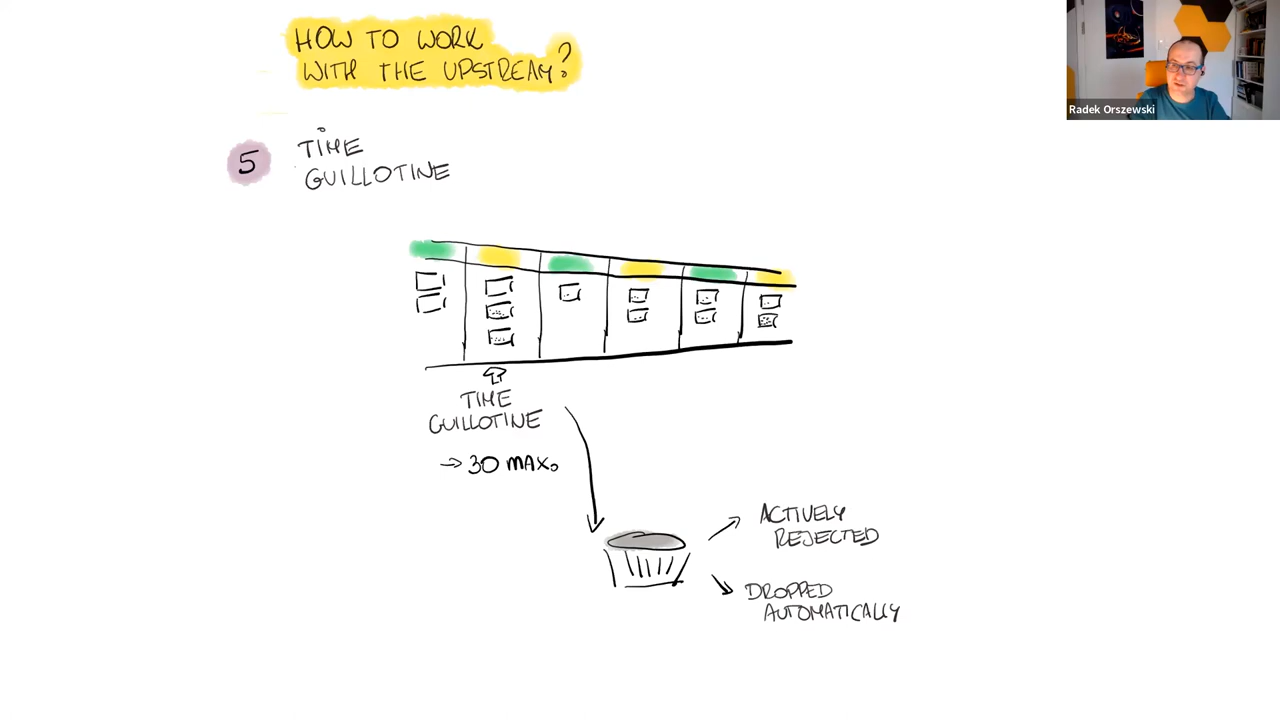 HOW TO WORK
WITH THE UPSTREAM?
Radek Orszewski
5
TIME
GUILLOTINE
TIME
GUILLOTINE
→ 30 MAX.
ACTIVELY
REJECTED
DROPPED
AUTOMATICALLY